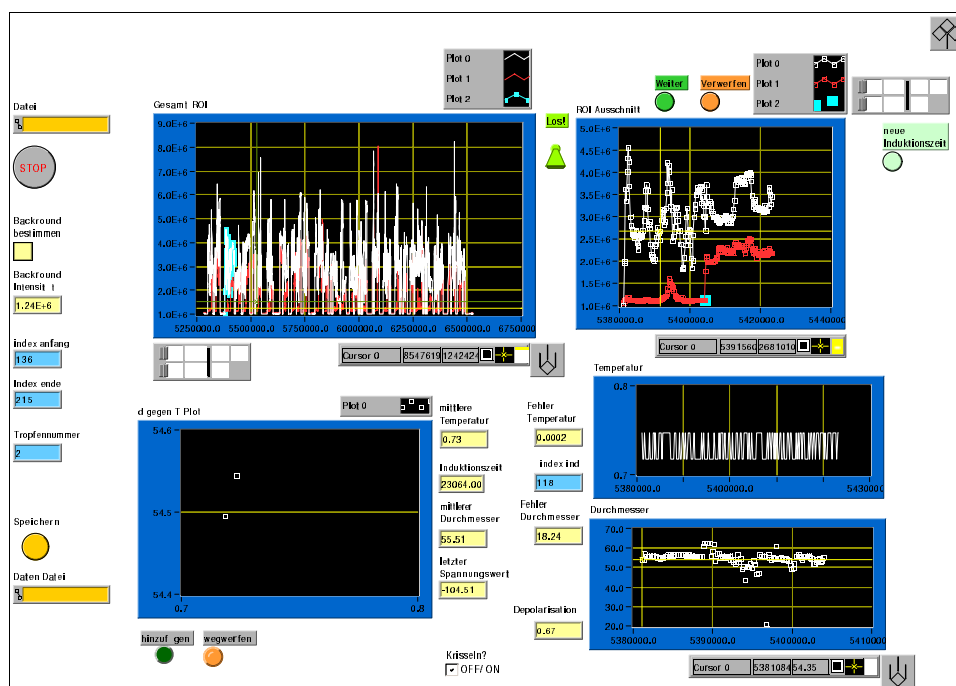 Plot 0
Plot 1
Plot 2
Plot 0
Plot 1
Plot 2
Weiter
Verwerfen
Datei
Gesamt ROI
Los!
ROI Ausschnitt
neue
Induktionszeit
STOP
9.0E+6
8.0E+6
7.0E+6
6.0E+6
5.0E+6
4.0E+6
3.0E+6
2.0E+6
1.0E+6
5250000.0
5500000.0
5750000.0
6000000.0
6250000.0
6500000.0
6750000.0
5.0E+6
4.5E+6
4.0E+6
3.5E+6
3.0E+6
2.5E+6
2.0E+6
1.5E+6
1.0E+6
5380000.0
5400000.0
5420000.0
5440000.0
Backround
bestimmen
Backround
Intensit t
1.24E+6
index anfang
136
Index ende
215
Tropfennummer
2
Cursor 0
8547619
1242424
Cursor 0
5391560
2681010
d gegen T Plot
Plot 0
54.6
54.5
54.4
0.7
0.8
mittlere
Temperatur
0.73
Induktionszeit
23064.00
mittlerer
Durchmesser
55.51
letzter
Spannungswert
-104.51
Fehler
Temperatur
0.0002
index ind
118
Fehler
Durchmesser
18.24
Depolarisation
0.67
Temperatur
0.8
0.7
5380000.0
5400000.0
5430000.0
Durchmesser
70.0
60.0
50.0
40.0
30.0
20.0
5380000.0
5390000.0
5400000.0
5410000.0
Speichern
Daten Datei
hinzuf gen
wegwerfen
Krisseln?
OFF/ON
Cursor 0
5381084
54.35